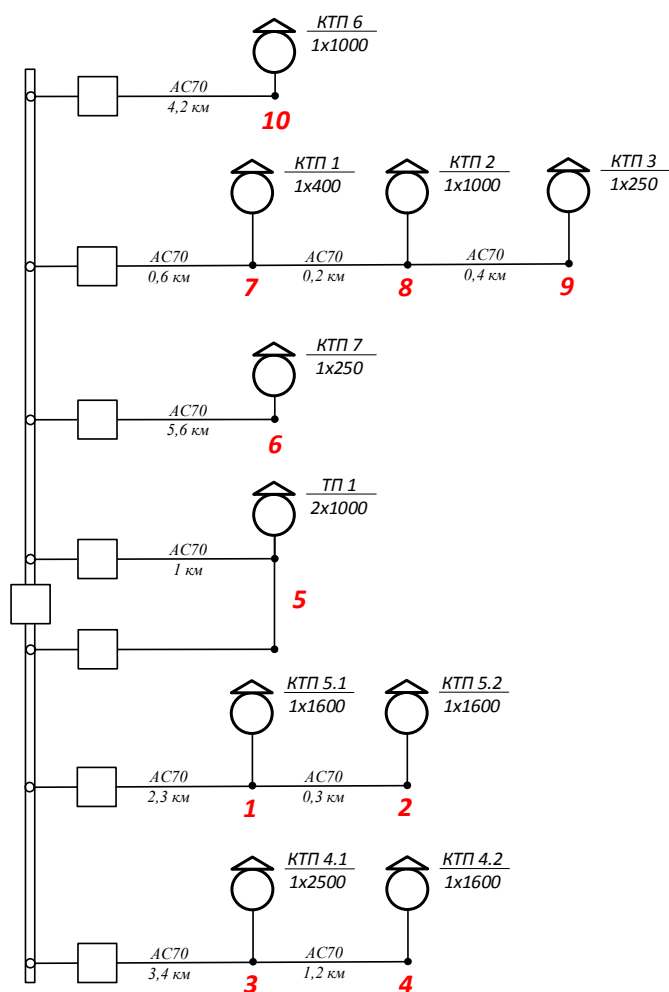 КТП 6
1х1000
АС70
4,2 км
10
КТП 1
1х400
КТП 2
1х1000
КТП 3
1х250
АС70
0,6 км
АС70
0,2 км
АС70
0,4 км
7
8
9
КТП 7
1х250
АС70
5,6 км
6
ТП 1
2х1000
АС70
1 км
5
КТП 5.1
1х1600
КТП 5.2
1х1600
АС70
2,3 км
АС70
0,3 км
1
2
КТП 4.1
1х2500
КТП 4.2
1х1600
АС70
3,4 км
АС70
1,2 км
3
4